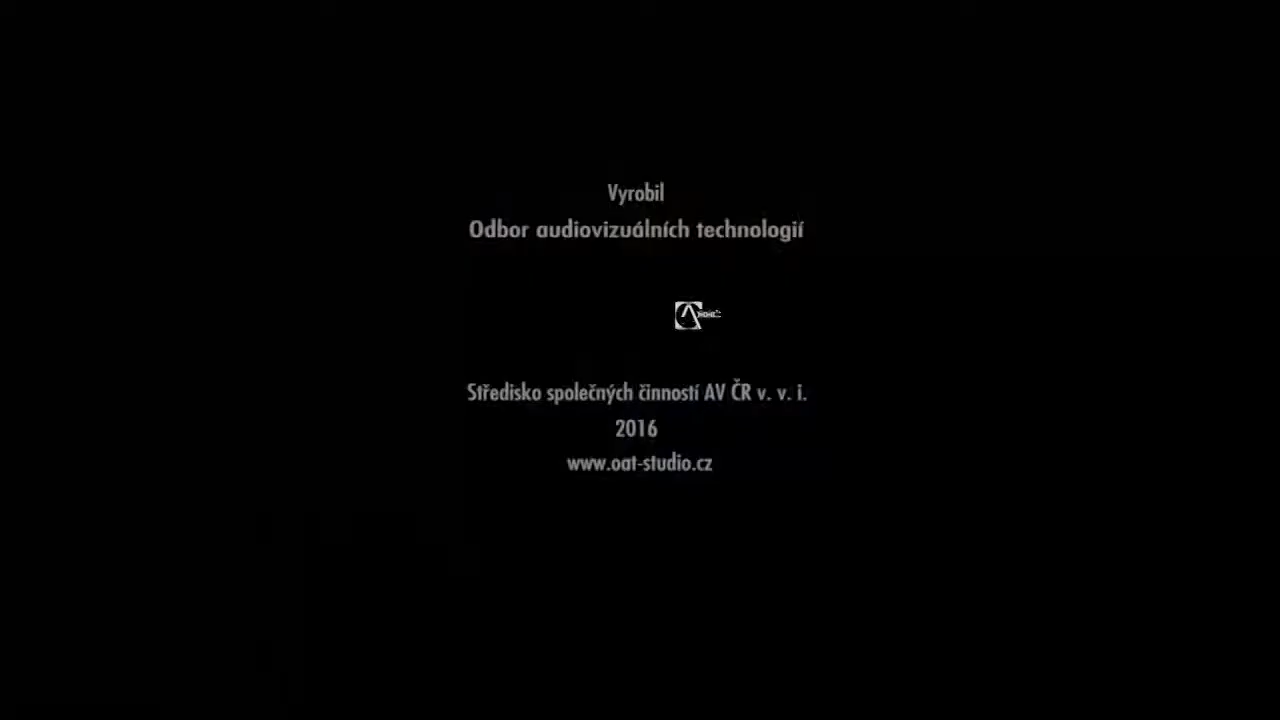 Vyrobil
Odbor audiovizuálních technologií
Středisko společných činností AV ČR v. v. i.
2016
www.oat-studio.cz